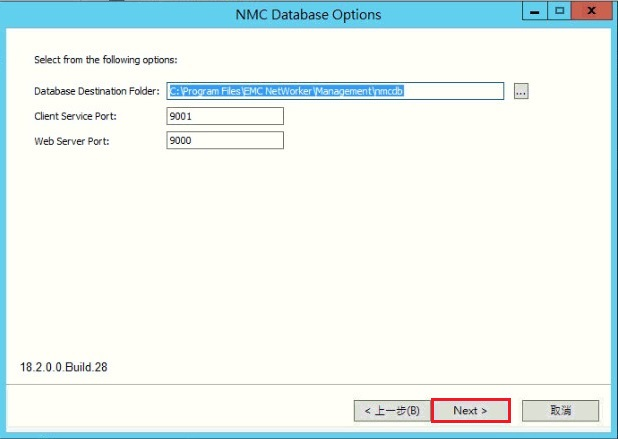 NMC Database Options
Select from the following options:
Database Destination Folder: C:\Program Files\EMC NetWorker\Management\nmcdb ...
Client Service Port: 9001
Web Server Port: 9000
18.2.0.0.Build.28
< 上一步(B) Next > 取消